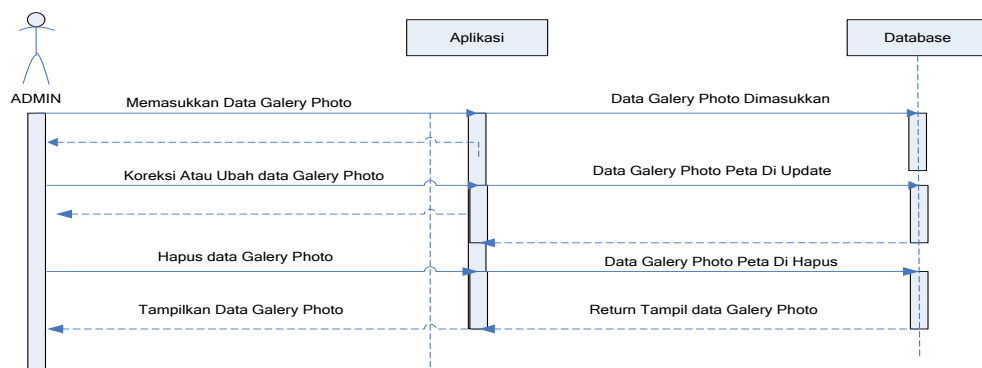 Aplikasi
Database
ADMIN
Memasukkan Data Galery Photo
Data Galery Photo Dimasukkan
Koreksi Atau Ubah data Galery Photo
Data Galery Photo Peta Di Update
Hapus data Galery Photo
Data Galery Photo Peta Di Hapus
Tampilkan Data Galery Photo
Return Tampil data Galery Photo